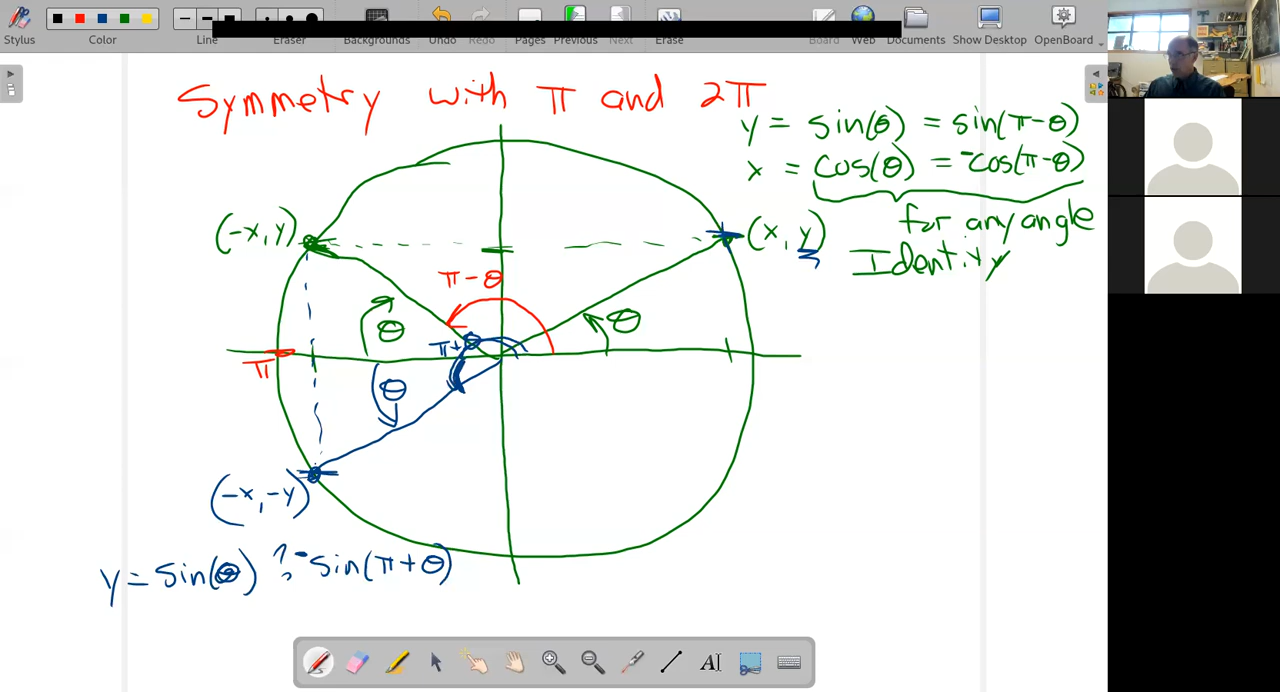 Stylus Color Line Eraser Backgrounds Undo Redo Pages Previous Next Erase Board Web Documents Show Desktop OpenBoard
Symmetry with π and 2π
y = sin(θ) = sin(π-θ)
x = cos(θ) = -cos(π-θ)
for any angle
Identity
(-x, y)
(x, y)
π - θ
θ
θ
π+
π
θ
(-x, -y)
y = sin(θ) ? -sin(π+θ)